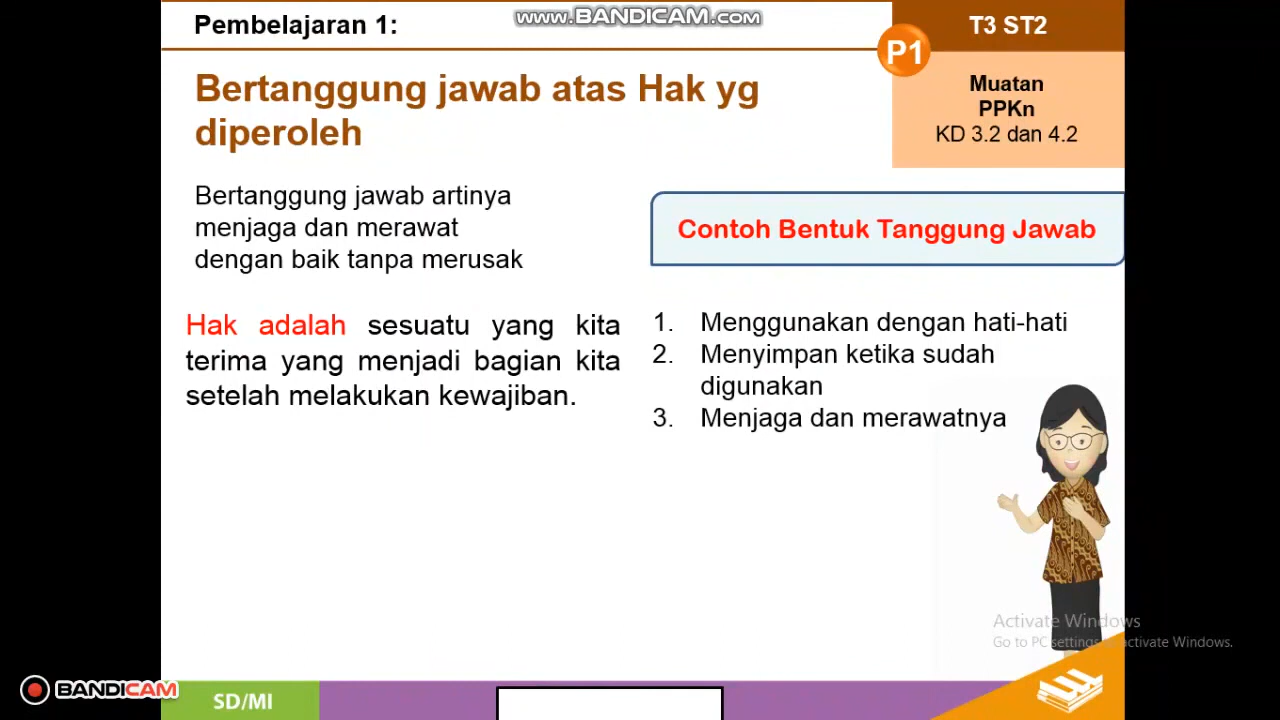 www.BANDICAM.com
Pembelajaran 1:
T3 ST2
P1
Muatan
PPKn
KD 3.2 dan 4.2
Bertanggung jawab atas Hak yg
diperoleh
Bertanggung jawab artinya
menjaga dan merawat
dengan baik tanpa merusak
Hak adalah sesuatu yang kita
terima yang menjadi bagian kita
setelah melakukan kewajiban.
Contoh Bentuk Tanggung Jawab
1. Menggunakan dengan hati-hati
2. Menyimpan ketika sudah
digunakan
3. Menjaga dan merawatnya
Activate Windows
Go to PC settings to activate Windows.
BANDICAM
SD/MI